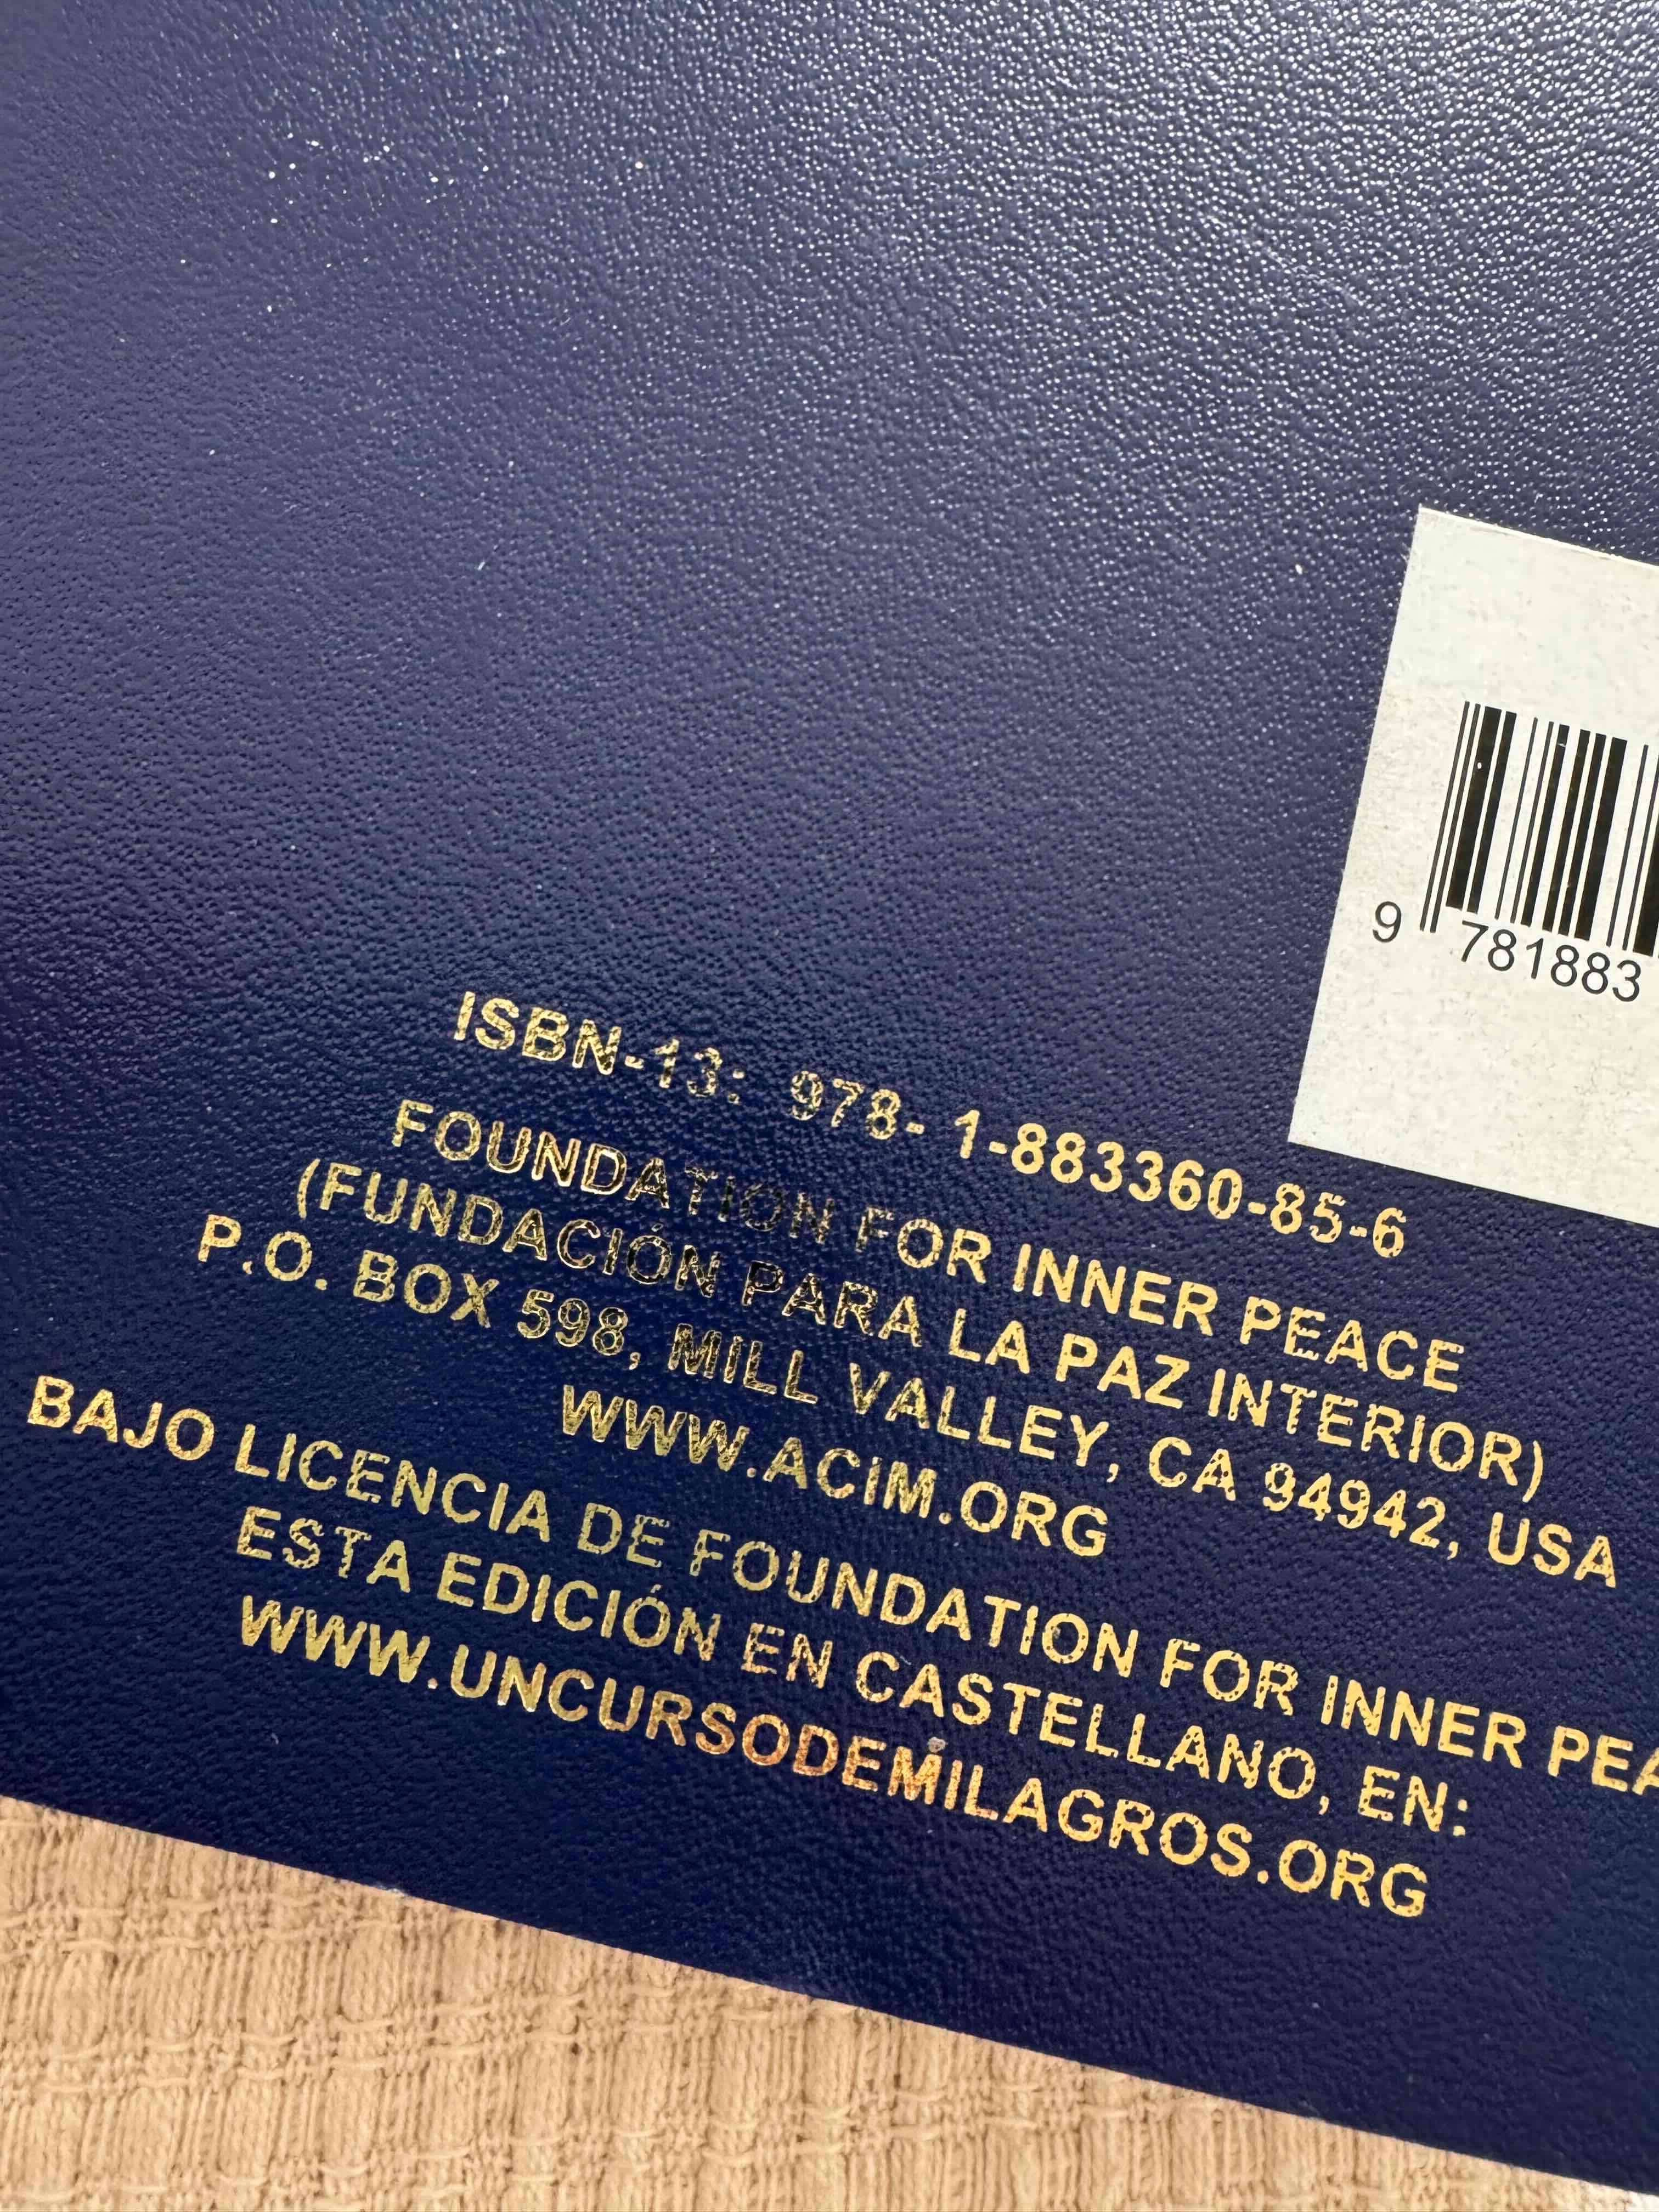 9 781883
ISBN-13: 978- 1-883360-85-6
FOUNDATION FOR INNER PEACE
(FUNDACIÓN PARA LA PAZ INTERIOR)
P.O. BOX 598, MILL VALLEY, CA 94942, USA
WWW.ACIM.ORG
BAJO LICENCIA DE FOUNDATION FOR INNER PEA
ESTA EDICIÓN EN CASTELLANO, EN:
WWW.UNCURSODEMILAGROS.ORG